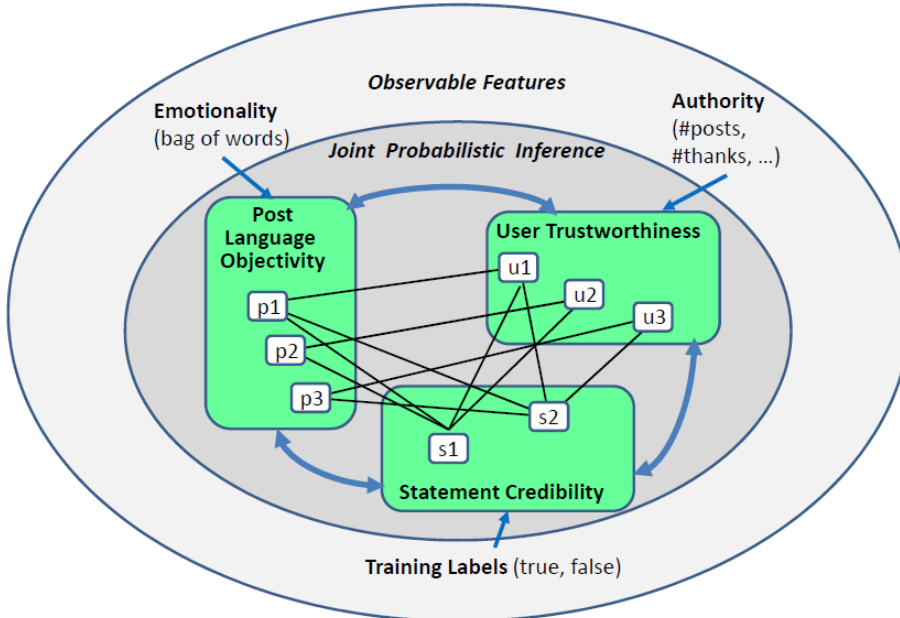 Observable Features
Emotionality
(bag of words)
Authority
(#posts,
#thanks, ...)
Joint Probabilistic Inference
Post
Language
Objectivity
User Trustworthiness
u1
u2
u3
p1
p2
p3
s1
s2
Statement Credibility
Training Labels (true, false)